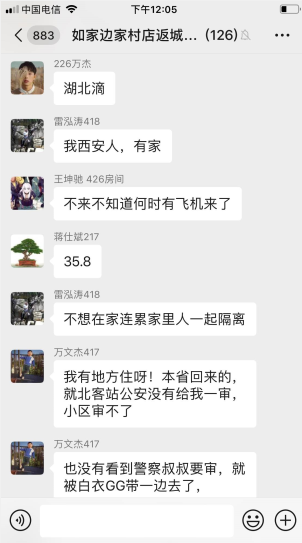 中国电信
下午12:05
883
如家边家村店返城...（126）
226万杰
湖北滴
雷泓涛418
我西安人，有家
王坤驰 426房间
不来不知道何时有飞机来了
蒋仕斌217
35.8
雷泓涛418
不想在家连累家里人一起隔离
万文杰417
我有地方住呀！本省回来的，
就北客站公安没有给我一审，
小区审不了
万文杰417
也没有看到警察叔叔要审，就
被白衣GG带一边去了，